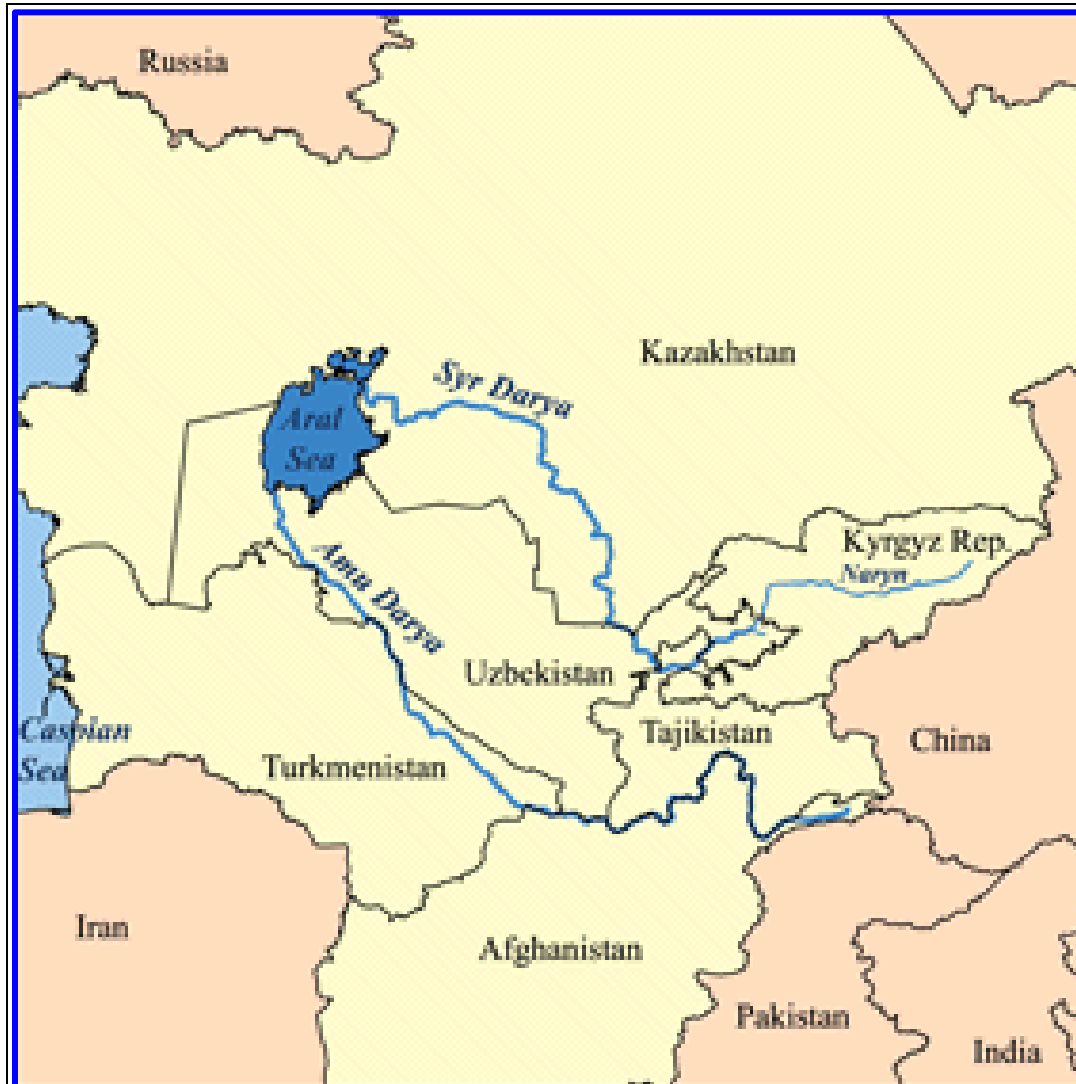 Russia
Kazakhstan
Syr Darya
Aral
Sea
Kyrgyz Rep.
Naryn
Amu Darya
Uzbekistan
Caspian
Sea
Tajikistan
China
Turkmenistan
Iran
Afghanistan
Pakistan
India